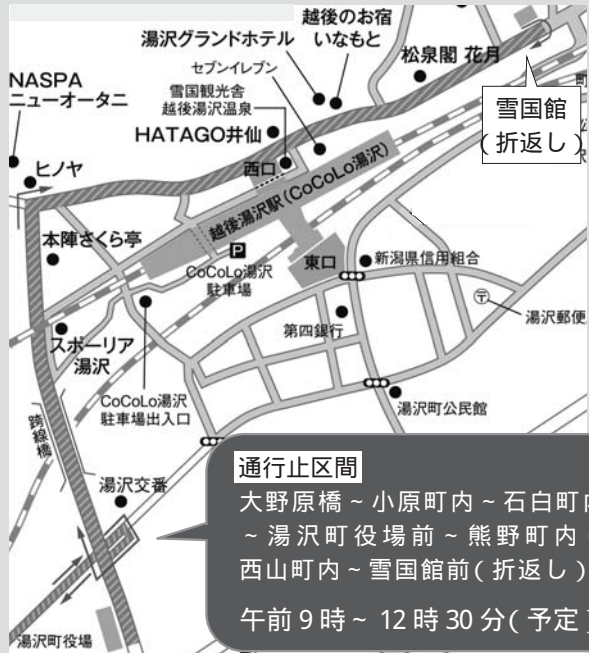 越後のお宿
いなもと
湯沢グランドホテル
松泉閣 花月
セブンイレブン
雪国観光舎
越後湯沢温泉
NASPA
ニューオータニ
HATAGO井仙
雪国館
(折返し)
町
西口
ヒノヤ
越後湯沢駅(CoCoLo湯沢)
本陣さくら亭
P
CoCoLo湯沢
駐車場
東口
新潟県信用組合
〒
湯沢郵便
第四銀行
スポーリア
湯沢
CoCoLo湯沢
駐車場出入口
湯沢町公民館
跨線橋
湯沢交番
湯沢町役場
通行止区間
大野原橋~小原町内~石白町内
~湯沢町役場前~熊野町内
西山町内~雪国館前(折返し)
午前9時~12時30分(予定)